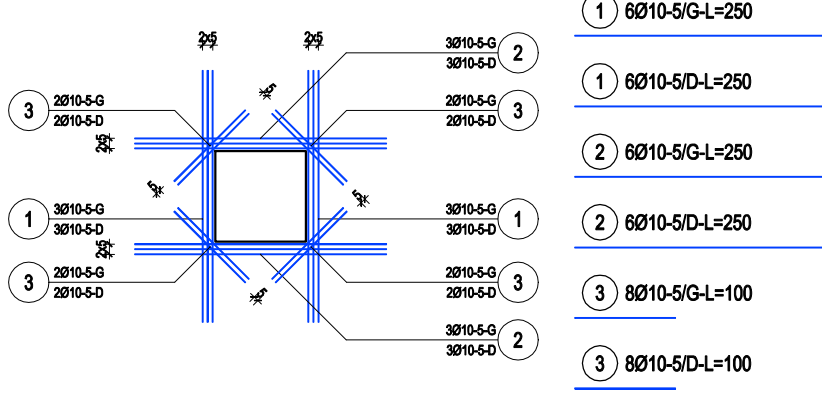 2x5
2x5
5
3Ø10-5-G
3Ø10-5-D
2
3
2Ø10-5-G
2Ø10-5-D
2Ø10-5-G
2Ø10-5-D
3
2x5
5
5
1
3Ø10-5-G
3Ø10-5-D
3Ø10-5-G
3Ø10-5-D
1
2x5
3
2Ø10-5-G
2Ø10-5-D
2Ø10-5-G
2Ø10-5-D
3
5
3Ø10-5-G
3Ø10-5-D
2
1 6Ø10-5/G-L=250
1 6Ø10-5/D-L=250
2 6Ø10-5/G-L=250
2 6Ø10-5/D-L=250
3 8Ø10-5/G-L=100
3 8Ø10-5/D-L=100